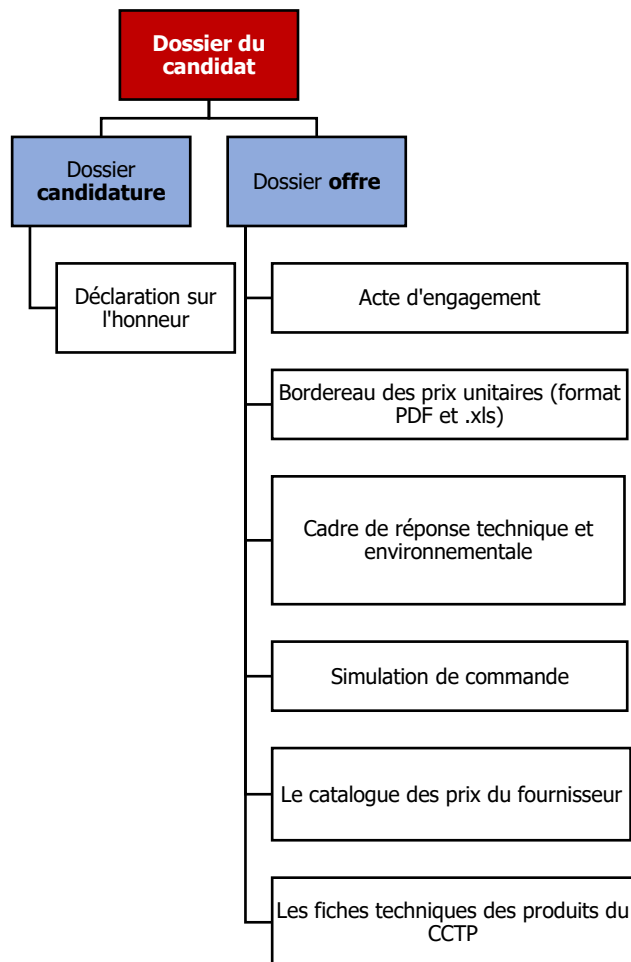 Dossier du
candidat
Dossier
candidature
Dossier offre
Déclaration sur
l'honneur
Acte d'engagement
Bordereau des prix unitaires (format
PDF et .xls)
Cadre de réponse technique et
environnementale
Simulation de commande
Le catalogue des prix du fournisseur
Les fiches techniques des produits du
CCTP